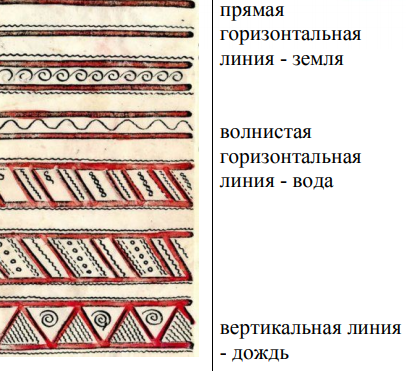 прямая
горизонтальная
линия - земля
волнистая
горизонтальная
линия - вода
вертикальная линия
- дождь